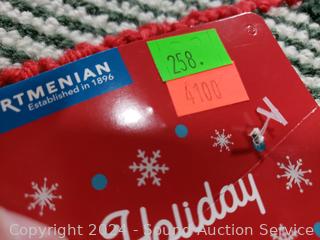 258.
4100
RTMENIAN
Established in 1896
K
Holiday
Copyright 2024 - Sound Auction Service